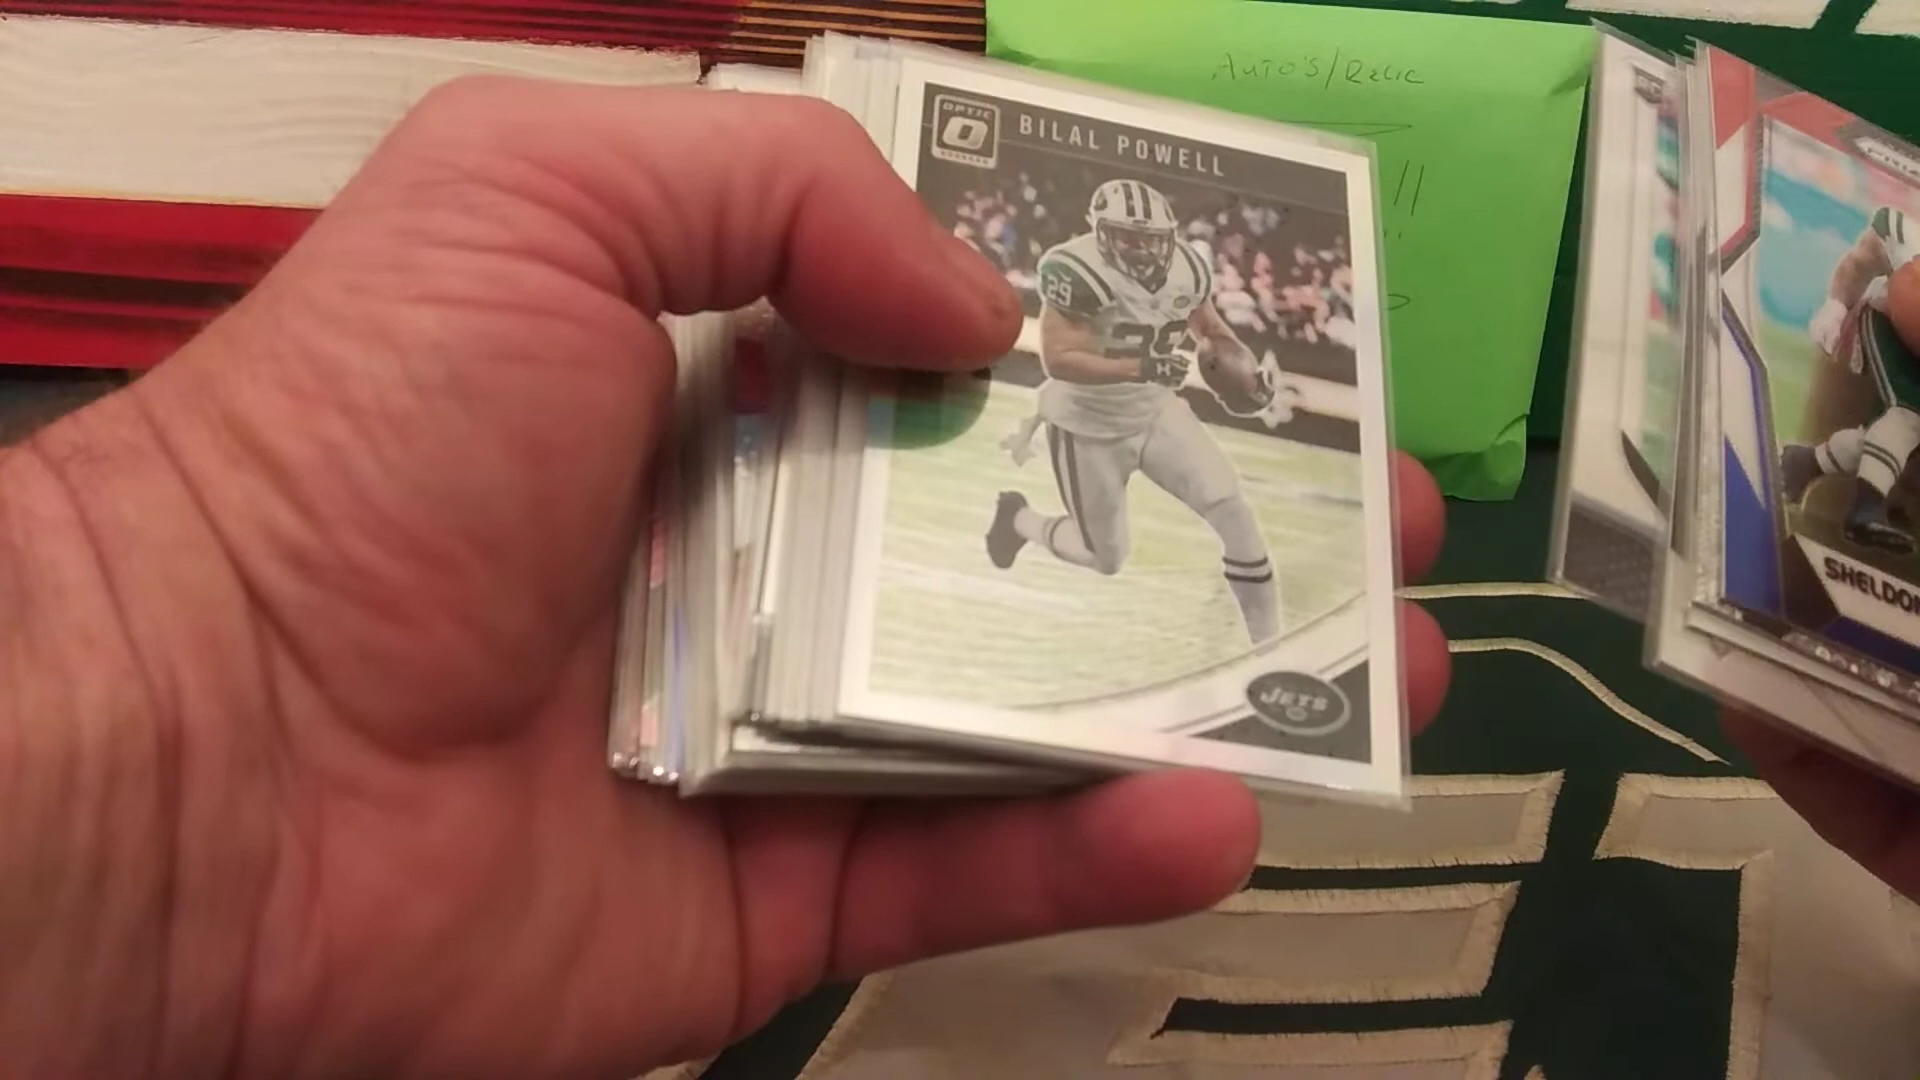 AUTO'S/RELIC
!!
OPTIC
BILAL POWELL
29
JETS
SHELDON